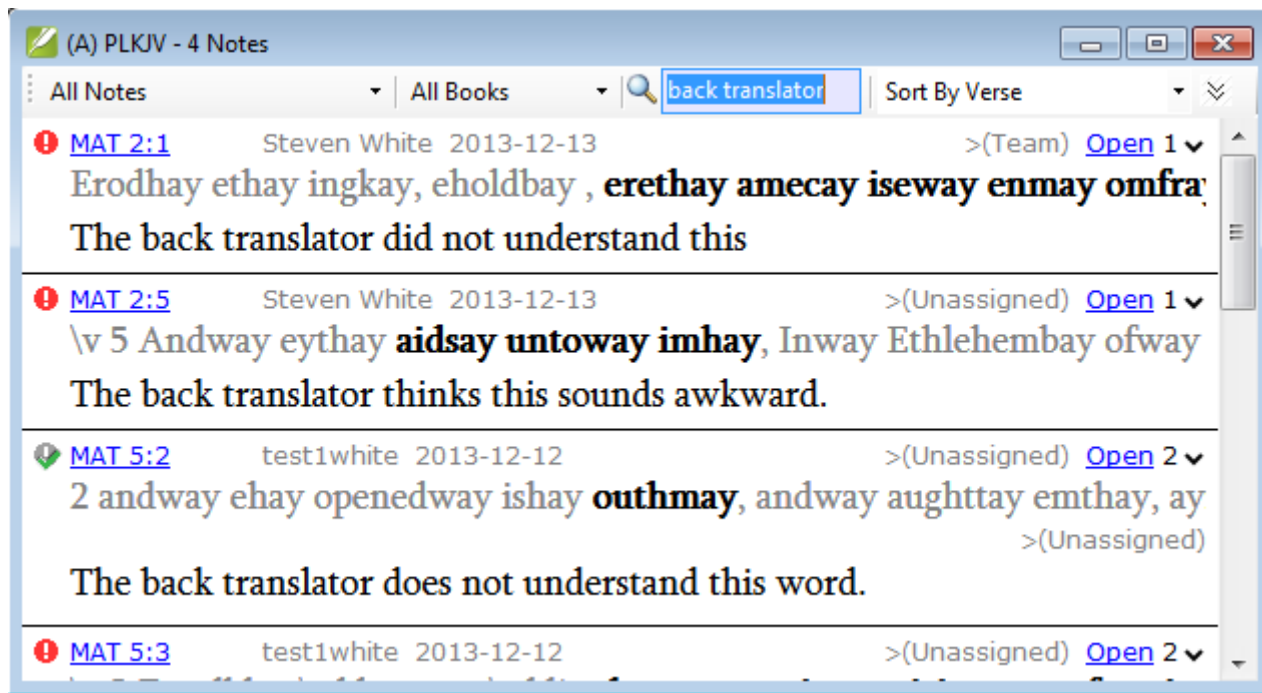 (A) PLKJV - 4 Notes
All Notes All Books back translator Sort By Verse
MAT 2:1 Steven White 2013-12-13 >(Team) Open 1
Erodhay ethay ingkay, eholdbay , erethay amecay iseway enmay omfray
The back translator did not understand this
MAT 2:5 Steven White 2013-12-13 >(Unassigned) Open 1
\v 5 Andway eythay aidsay untoway imhay, Inway Ethlehembay ofway
The back translator thinks this sounds awkward.
MAT 5:2 test1white 2013-12-12 >(Unassigned) Open 2
2 andway ehay openedway ishay outhmay, andway aughttay emthay, ay
>(Unassigned)
The back translator does not understand this word.
MAT 5:3 test1white 2013-12-12 >(Unassigned) Open 2